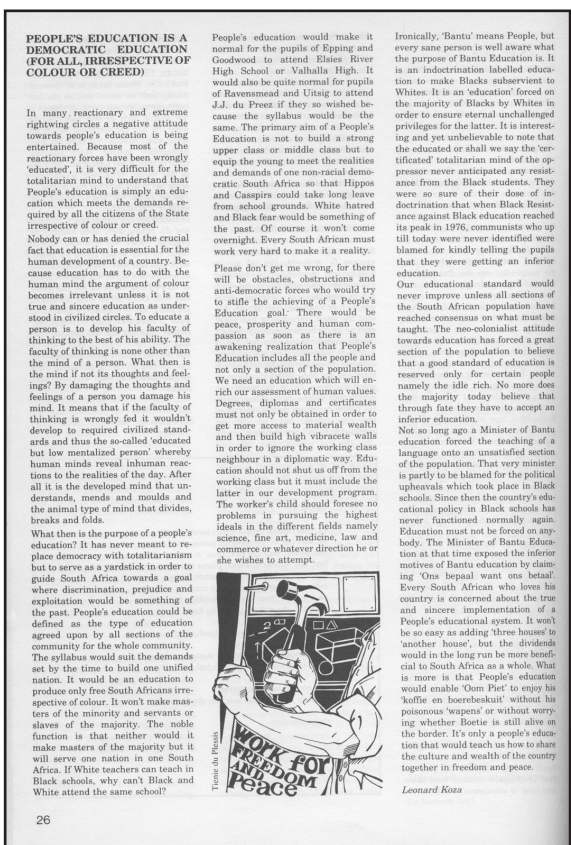 PEOPLE'S EDUCATION IS A
DEMOCRATIC EDUCATION
(FOR ALL, IRRESPECTIVE OF
COLOUR OR CREED)
In many reactionary and extreme
rightwing circles a negative attitude
towards people's education is being
entertained. Because most of the
reactionary forces have been wrongly
'educated', it is very difficult for the
totalitarian mind to understand that
People's education is simply an edu-
cation which meets the demands re-
quired by all the citizens of the State
irrespective of colour or creed.
Nobody can or has denied the crucial
fact that education is essential for the
human development of a country. Be-
cause education has to do with the
human mind the argument of colour
becomes irrelevant unless it is not
true and sincere education as under-
stood in civilized circles. To educate a
person is to develop his faculty of
thinking to the best of his ability. The
faculty of thinking is none other than
the mind of a person. What then is
the mind if not its thoughts and feel-
ings? By damaging the thoughts and
feelings of a person you damage his
mind. It means that if the faculty of
thinking is wrongly fed it wouldn't
develop to required civilized stand-
ards and thus the so-called 'educated
but low mentalized person' whereby
human minds reveal inhuman reac-
tions to the realities of the day. After
all it is the developed mind that un-
derstands, mends and moulds and
the animal type of mind that divides,
breaks and folds.
What then is the purpose of a people's
education? It has never meant to re-
place democracy with totalitarianism
but to serve as a yardstick in order to
guide South Africa towards a goal
where discrimination, prejudice and
exploitation would be something of
the past. People's education could be
defined as the type of education
agreed upon by all sections of the
community for the whole community.
The syllabus would suit the demands
set by the time to build one unified
nation. It would be an education to
produce only free South Africans irre-
spective of colour. It won't make mas-
ters of the minority and servants or
slaves of the majority. The noble
function is that neither would it
make masters of the majority but it
will serve one nation in one South
Africa. If White teachers can teach in
Black schools, why can't Black and
White attend the same school?
People's education would make it
normal for the pupils of Epping and
Goodwood to attend Elsies River
High School or Valhalla High. It
would also be quite normal for pupils
of Ravensmead and Uitsig to attend
J.J. du Preez if they so wished be-
cause the syllabus would be the
same. The primary aim of a People's
Education is not to build a strong
upper class or middle class but to
equip the young to meet the realities
and demands of one non-racial demo-
cratic South Africa so that Hippos
and Casspirs could take long leave
from school grounds. White hatred
and Black fear would be something of
the past. Of course it won't come
overnight. Every South African must
work very hard to make it a reality.
Please don't get me wrong, for there
will be obstacles, obstructions and
anti-democratic forces who would try
to stifle the achieving of a People's
Education goal. There would be
peace, prosperity and human com-
passion as soon as there is an
awakening realization that People's
Education includes all the people and
not only a section of the population.
We need an education which will en-
rich our assessment of human values.
Degrees, diplomas and certificates
must not only be obtained in order to
get more access to material wealth
and then build high vibracete walls
in order to ignore the working class
neighbour in a diplomatic way. Edu-
cation should not shut us off from the
working class but it must include the
latter in our development program.
The worker's child should foresee no
problems in pursuing the highest
ideals in the different fields namely
science, fine art, medicine, law and
commerce or whatever direction he or
she wishes to attempt.
Tienie du Plessis
WORK for
FREEDOM
AND
Peace
Ironically, 'Bantu' means People, but
every sane person is well aware what
the purpose of Bantu Education is. It
is an indoctrination labelled educa-
tion to make Blacks subservient to
Whites. It is an 'education' forced on
the majority of Blacks by Whites in
order to ensure eternal unchallenged
privileges for the latter. It is interest-
ing and yet unbelievable to note that
the educated or shall we say the 'cer-
tificated' totalitarian mind of the op-
pressor never anticipated any resist-
ance from the Black students. They
were so sure of their dose of in-
doctrination that when Black Resist-
ance against Black education reached
its peak in 1976, communists who up
till today were never identified were
blamed for kindly telling the pupils
that they were getting an inferior
education.
Our educational standard would
never improve unless all sections of
the South African population have
reached consensus on what must be
taught. The neo-colonialist attitude
towards education has forced a great
section of the population to believe
that a good standard of education is
reserved only for certain people
namely the idle rich. No more does
the majority today believe that
through fate they have to accept an
inferior education.
Not so long ago a Minister of Bantu
education forced the teaching of a
language onto an unsatisfied section
of the population. That very minister
is partly to be blamed for the political
upheavals which took place in Black
schools. Since then the country's edu-
cational policy in Black schools has
never functioned normally again.
Education must not be forced on any-
body. The Minister of Bantu Educa-
tion at that time exposed the inferior
motives of Bantu education by claim-
ing 'Ons bepaal want ons betaal'.
Every South African who loves his
country is concerned about the true
and sincere implementation of a
People's educational system. It won't
be so easy as adding 'three houses' to
'another house', but the dividends
would in the long run be more benefi-
cial to South Africa as a whole. What
is more is that People's education
would enable 'Oom Piet' to enjoy his
'koffie en boerebeskuit' without his
poisonous 'wapens' or without worry-
ing whether Boetie is still alive on
the border. It's only a people's educa-
tion that would teach us how to share
the culture and wealth of the country
together in freedom and peace.
Leonard Koza
26